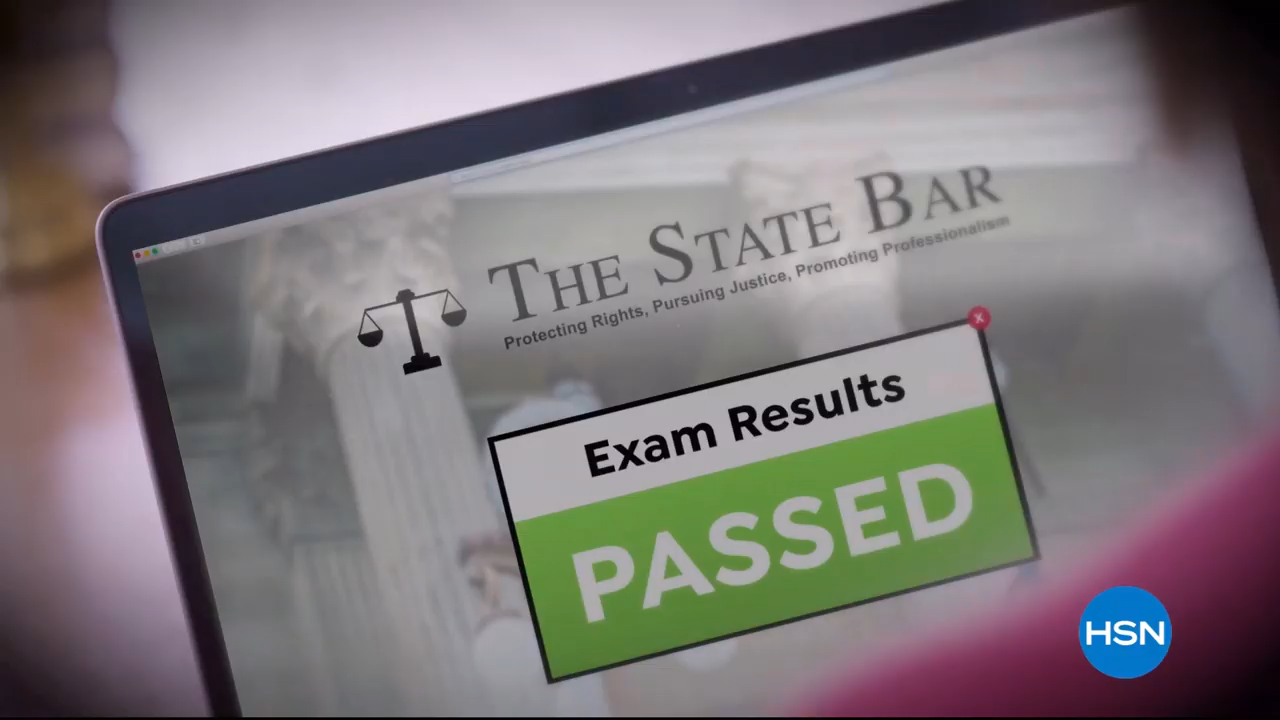 THE STATE BAR
Protecting Rights, Pursuing Justice, Promoting Professionalism
x
Exam Results
PASSED
HSN